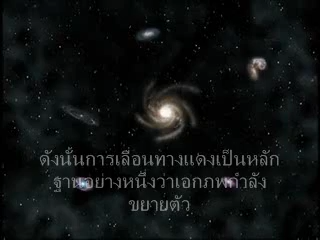 ดังนั้นการเลื่อนทางแดงเป็นหลัก
ฐานอย่างหนึ่งว่าเอกภพกำลัง
ขยายตัว